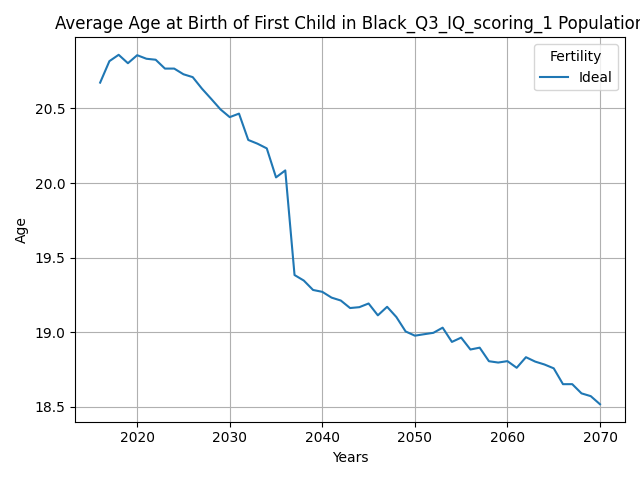 Average Age at Birth of First Child in Black_Q3_IQ_scoring_1 Population
Fertility
Ideal
20.5
20.0
19.5
19.0
18.5
Age
2020 2030 2040 2050 2060 2070
Years